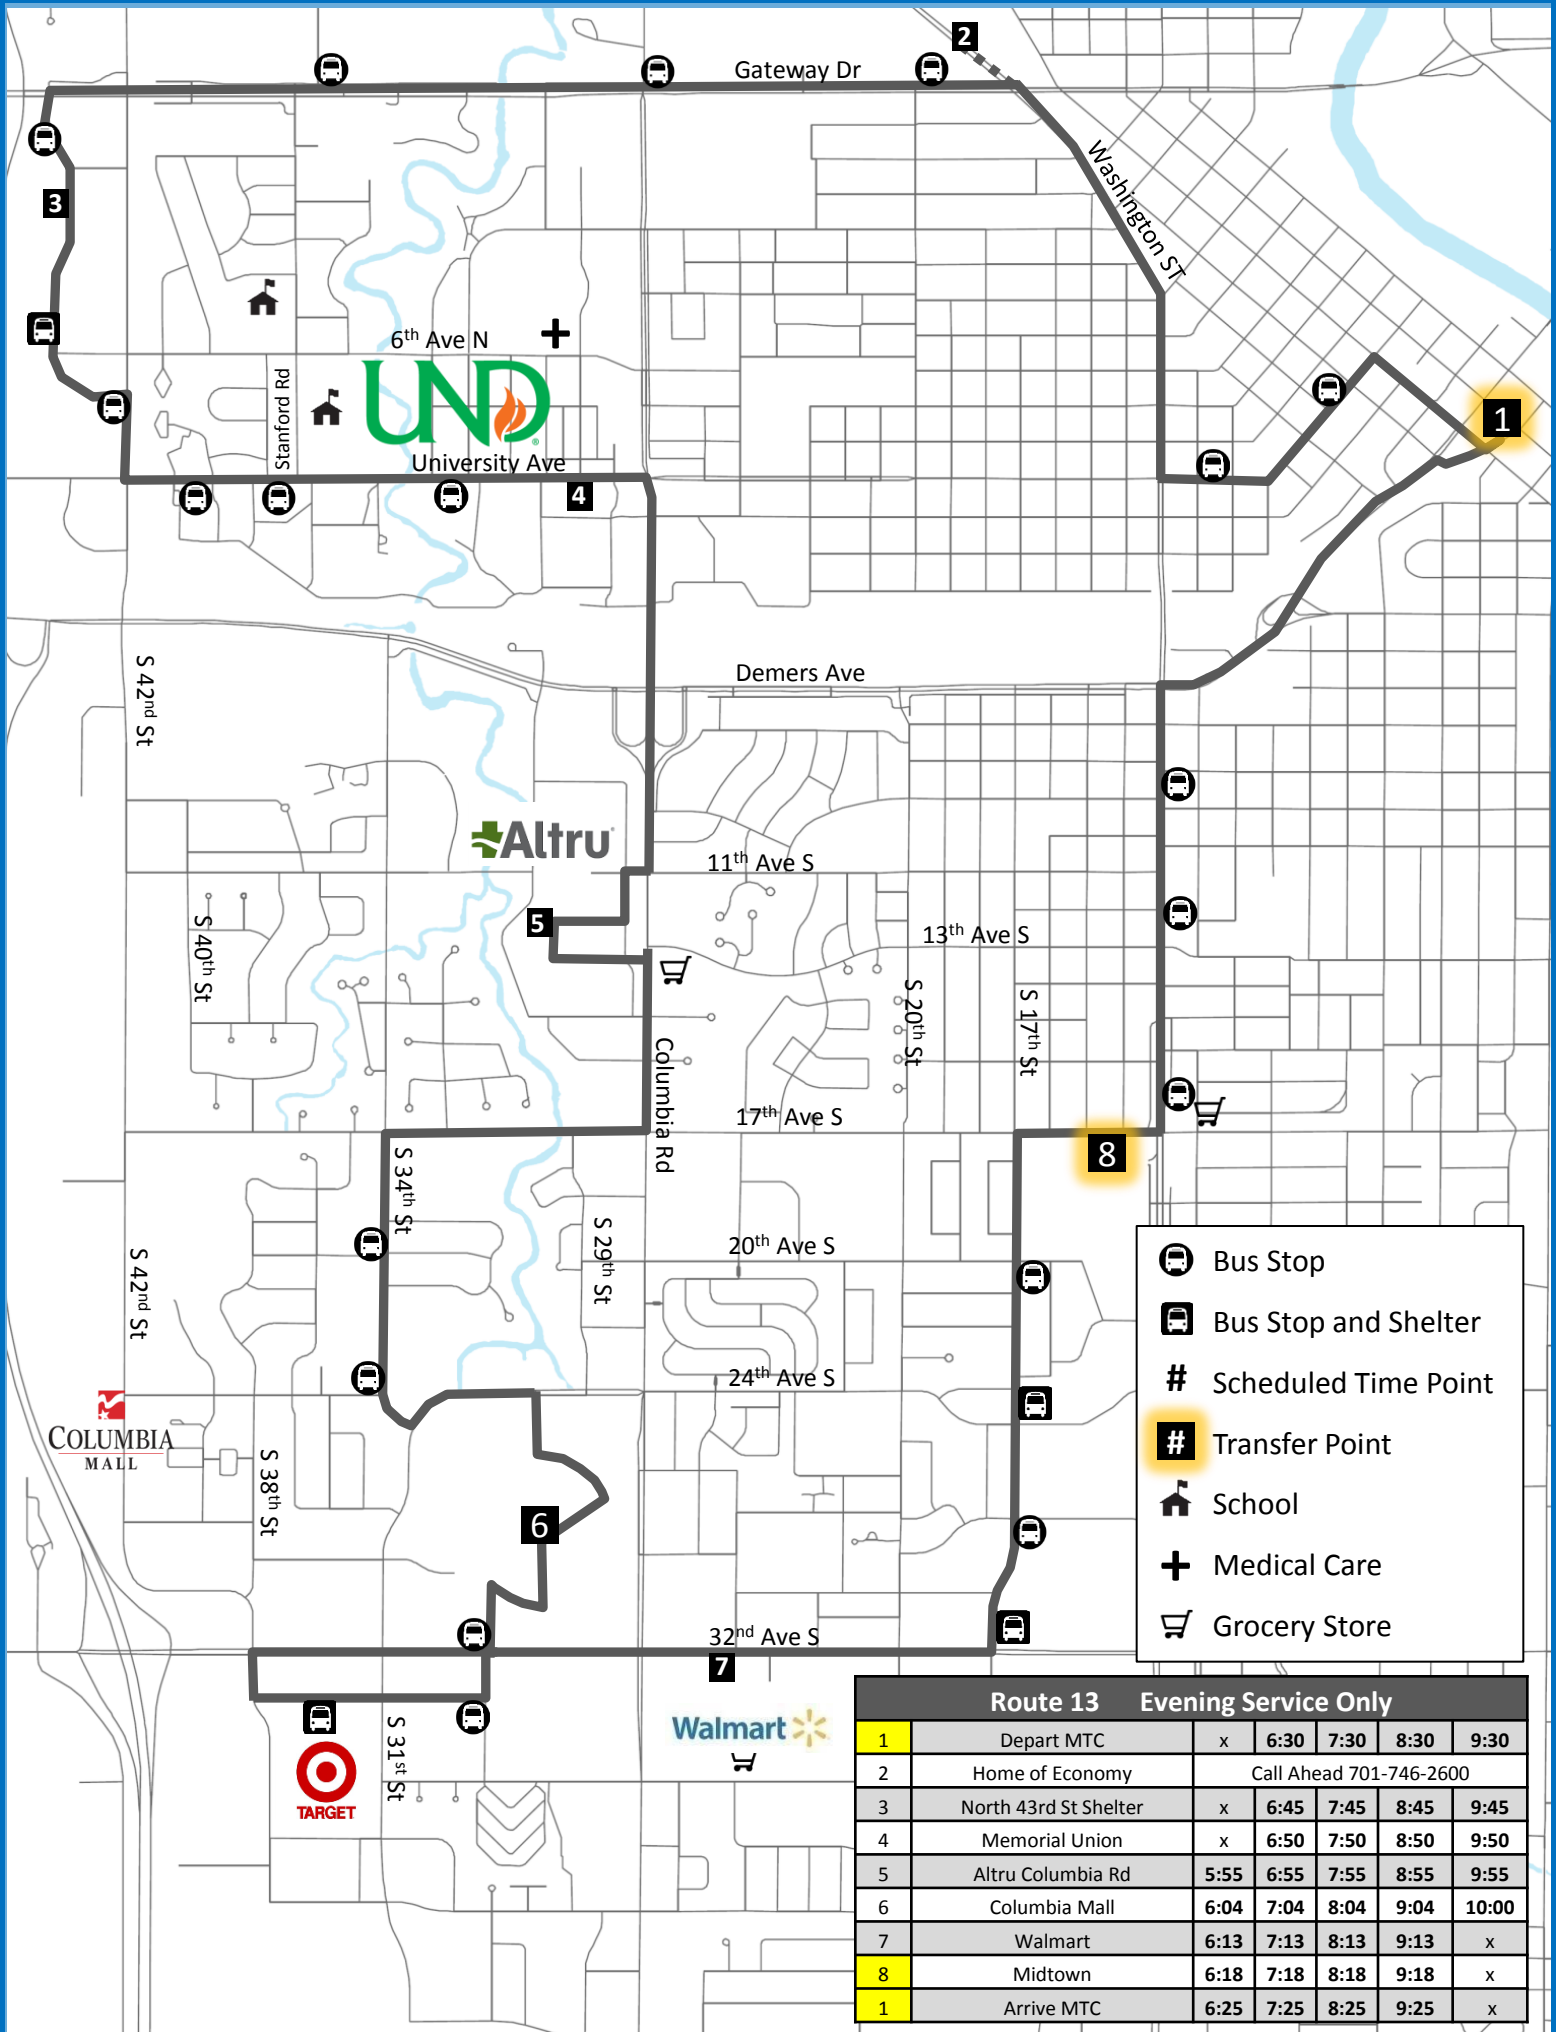 2
Gateway Dr
Washington ST
3
6th Ave N
UND
®
Stanford Rd
University Ave
1
4
S 42nd St
Demers Ave
Altru
11th Ave S
5
13th Ave S
S 40th St
S 20th St
S 17th St
Columbia Rd
17th Ave S
8
S 34th St
S 29th St
20th Ave S
S 42nd St
24th Ave S
COLUMBIA
MALL
S 38th St
6
32nd Ave S
7
S 31st St
Walmart
TARGET
Bus Stop
Bus Stop and Shelter
# Scheduled Time Point
# Transfer Point
School
Medical Care
Grocery Store
Route 13 Evening Service Only
1 Depart MTC x 6:30 7:30 8:30 9:30
2 Home of Economy Call Ahead 701-746-2600
3 North 43rd St Shelter x 6:45 7:45 8:45 9:45
4 Memorial Union x 6:50 7:50 8:50 9:50
5 Altru Columbia Rd 5:55 6:55 7:55 8:55 9:55
6 Columbia Mall 6:04 7:04 8:04 9:04 10:00
7 Walmart 6:13 7:13 8:13 9:13 x
8 Midtown 6:18 7:18 8:18 9:18 x
1 Arrive MTC 6:25 7:25 8:25 9:25 x